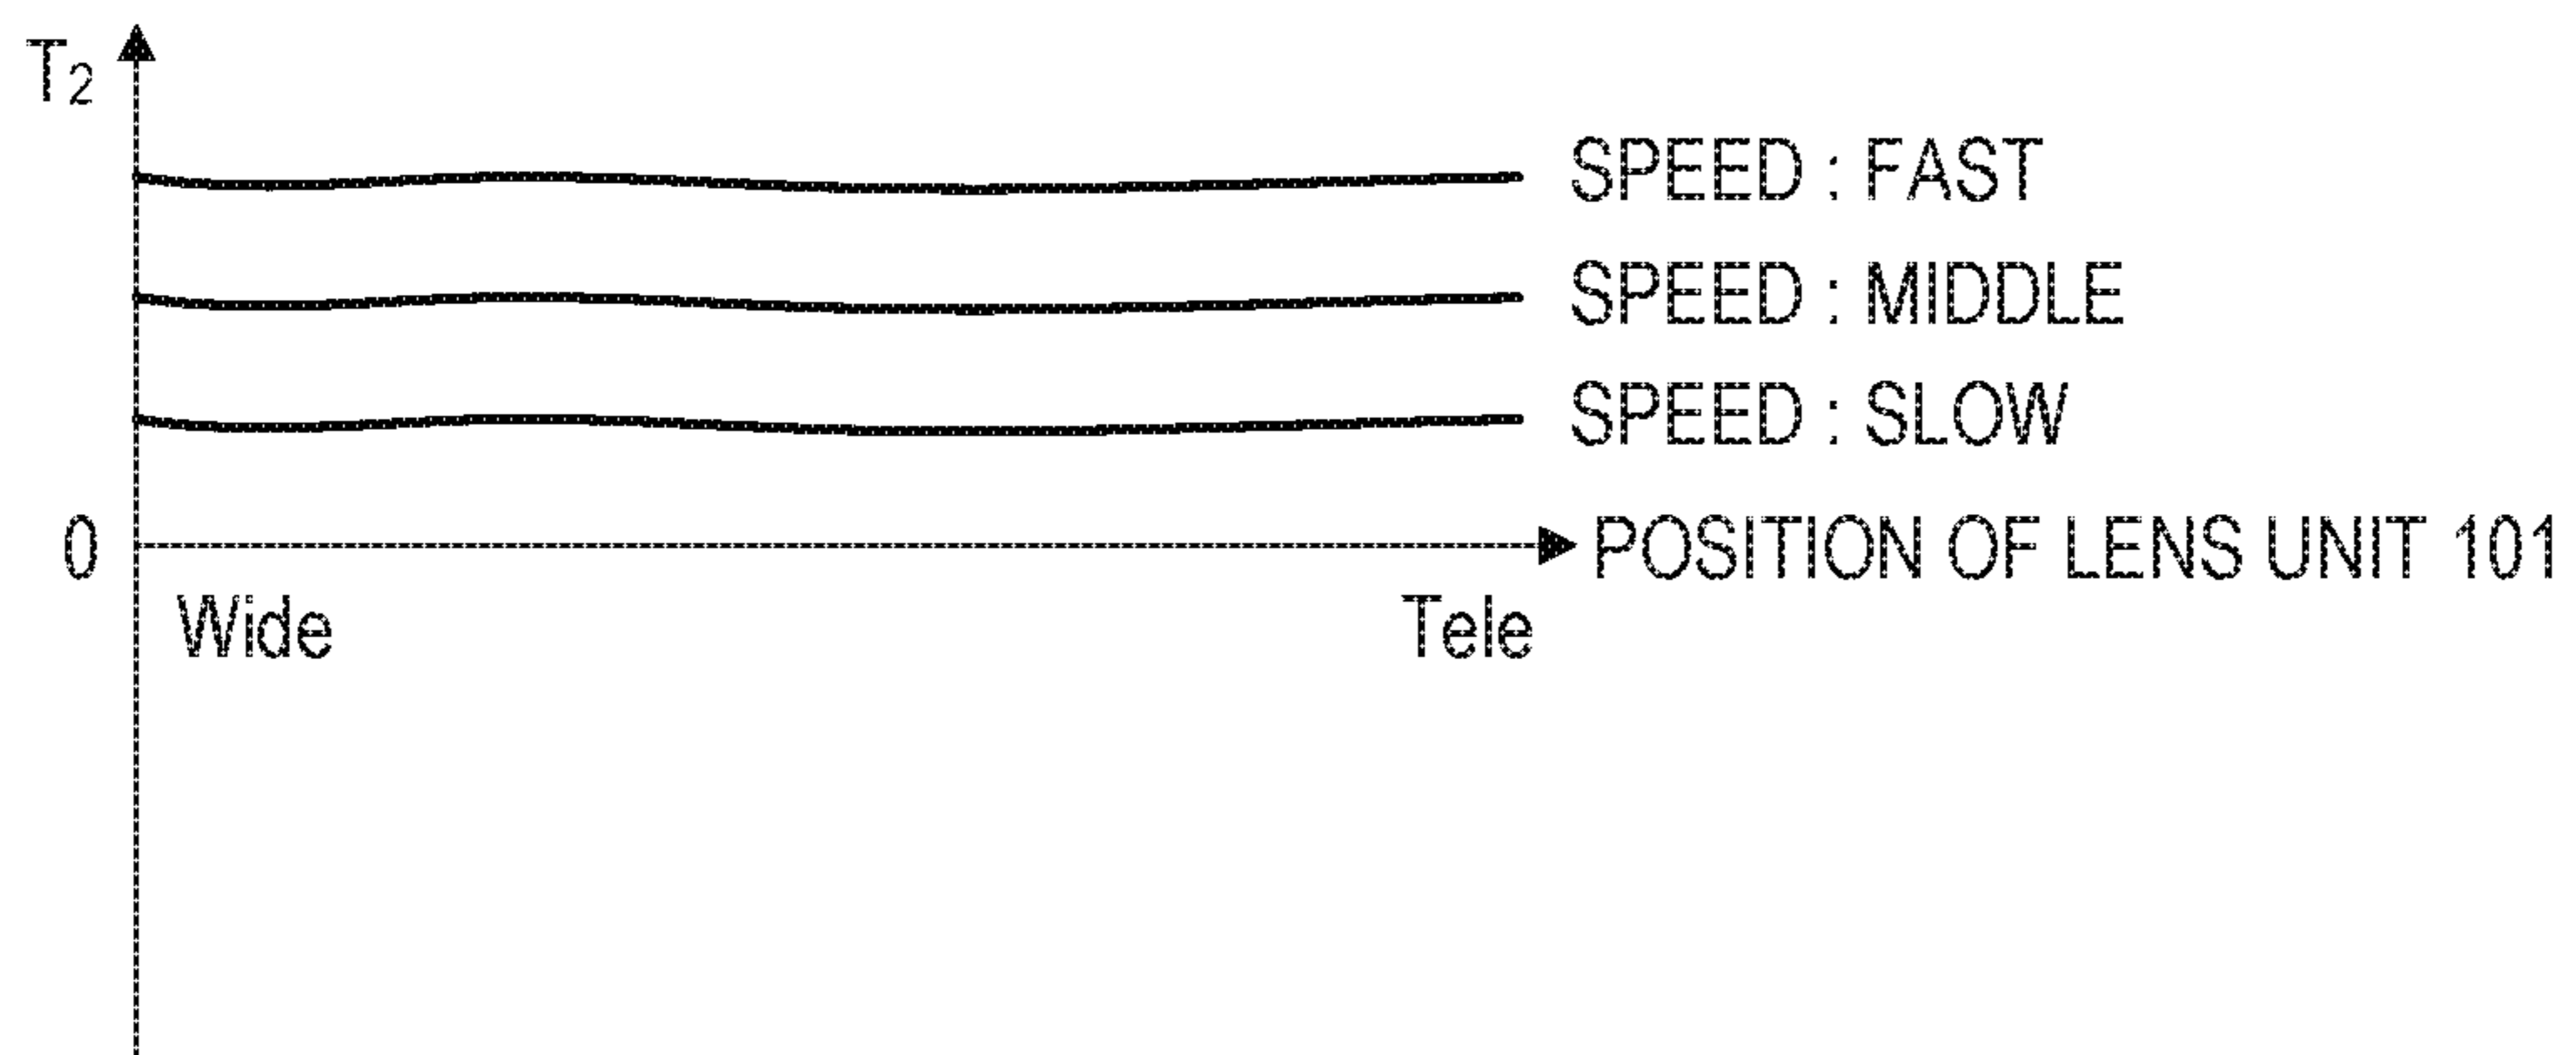 T2
SPEED : FAST
SPEED : MIDDLE
SPEED : SLOW
0
POSITION OF LENS UNIT 101
Wide
Tele